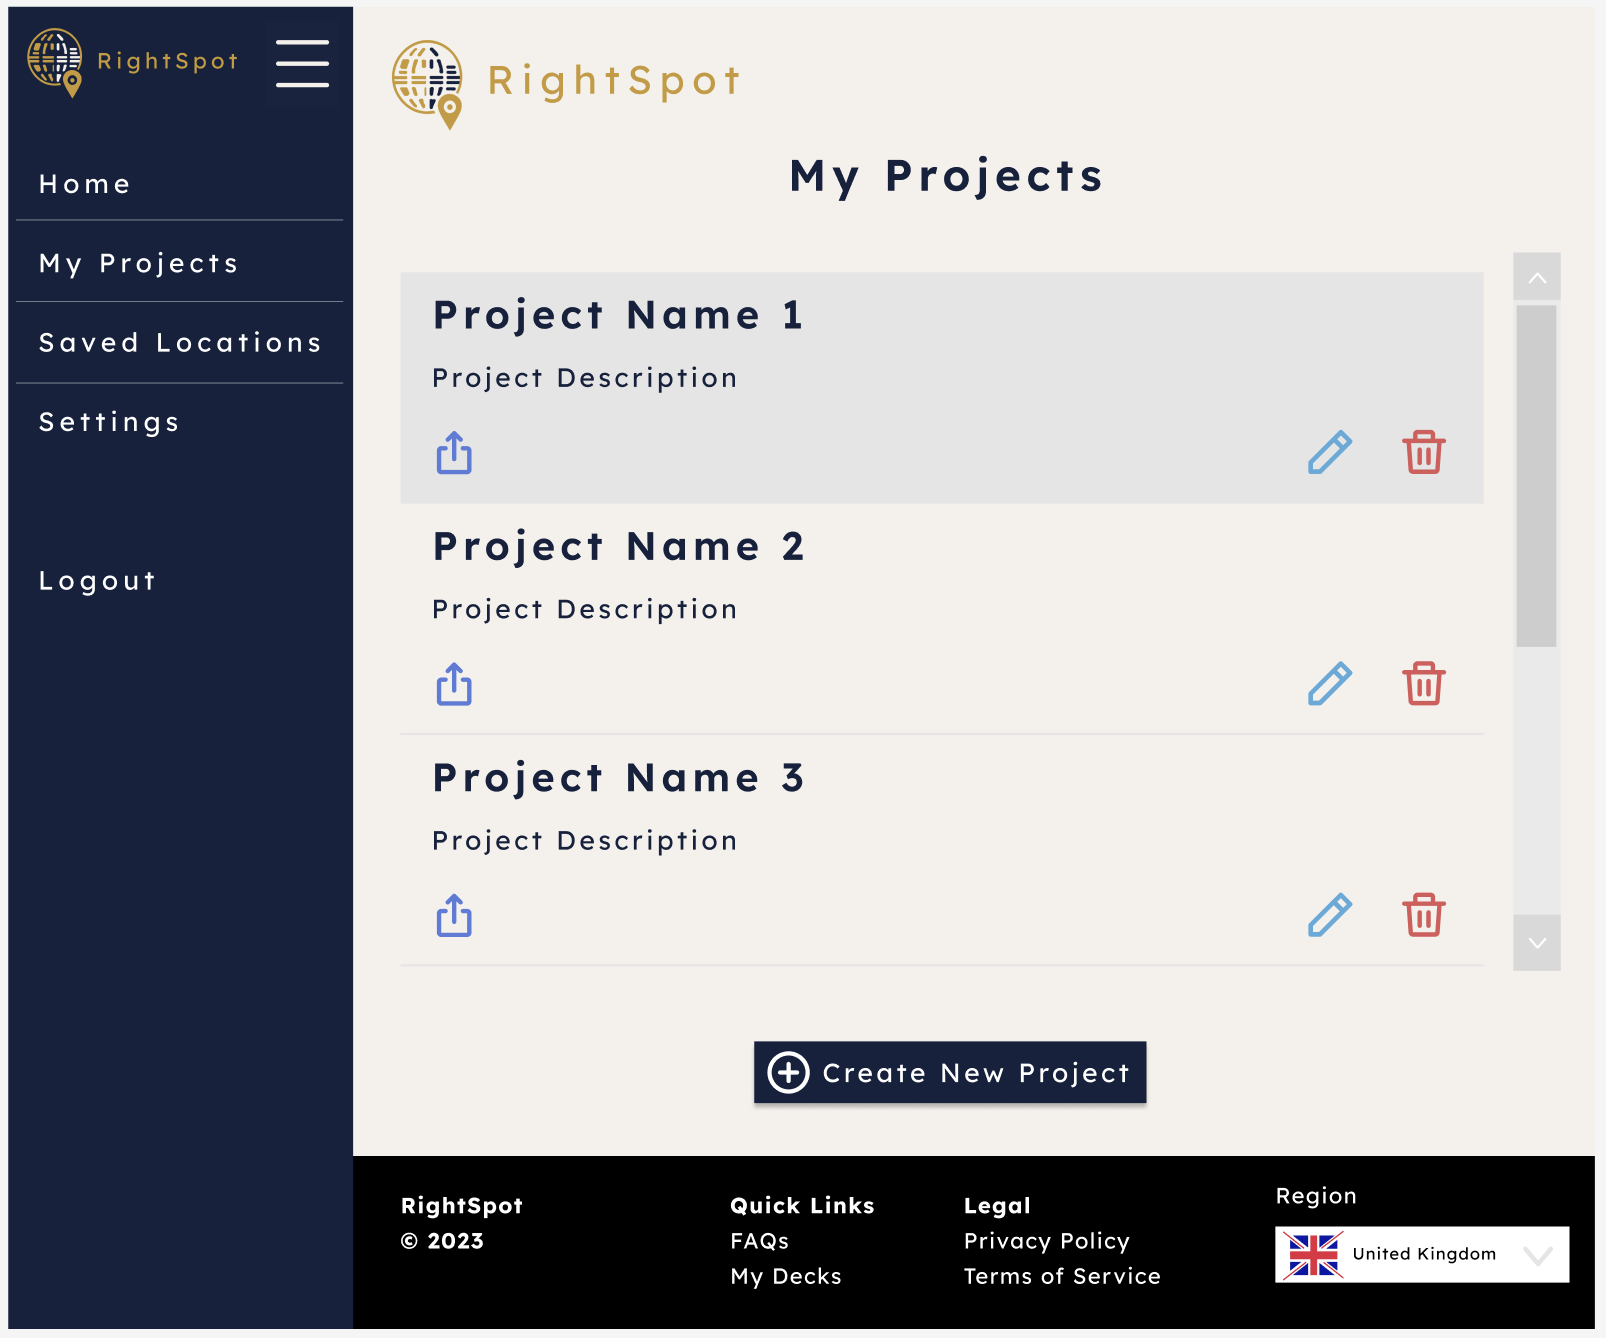 RightSpot
Home
My Projects
Saved Locations
Settings
Logout
RightSpot
My Projects
Project Name 1
Project Description
Project Name 2
Project Description
Project Name 3
Project Description
Create New Project
RightSpot
© 2023
Quick Links
FAQs
My Decks
Legal
Privacy Policy
Terms of Service
Region
United Kingdom